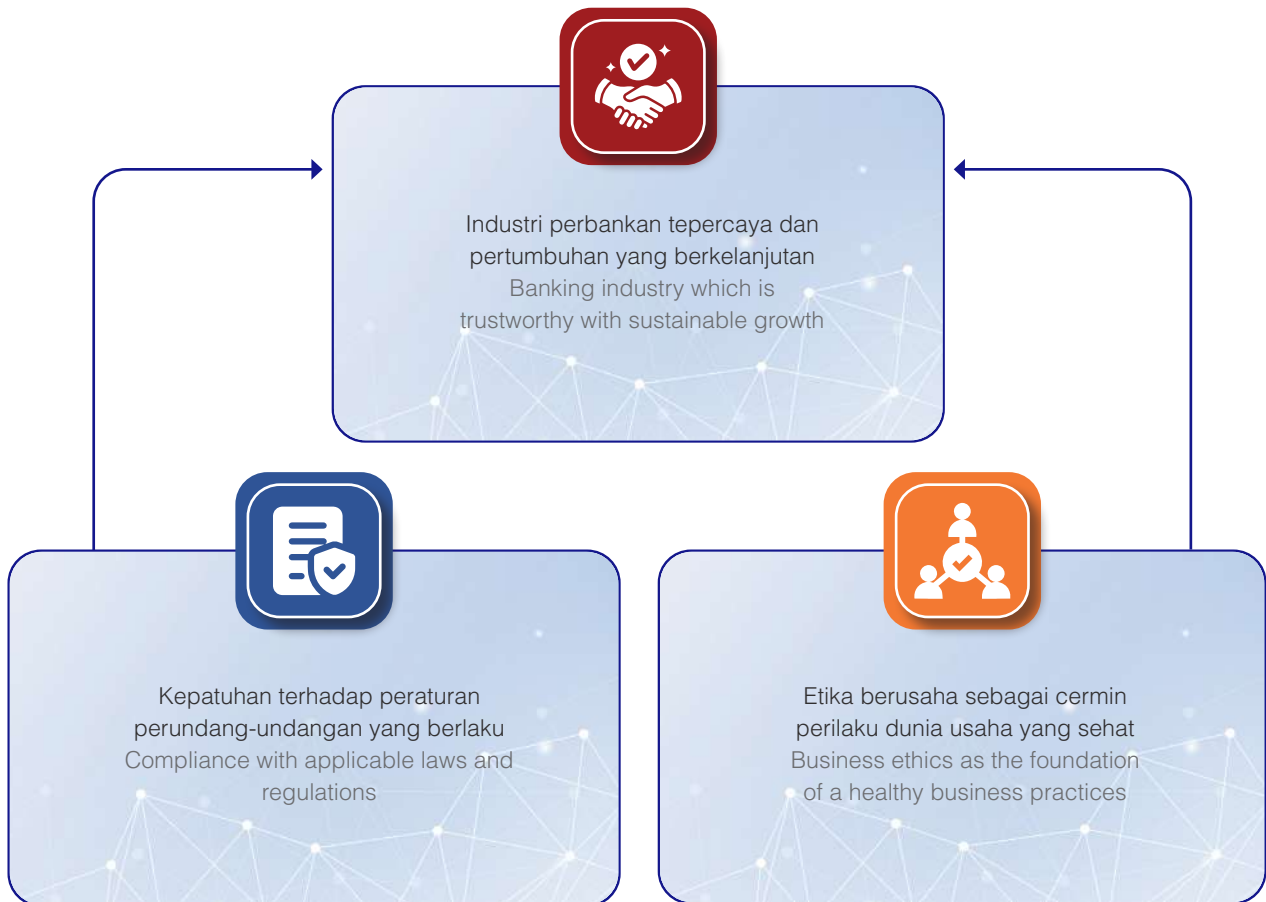 Industri perbankan tepercaya dan
pertumbuhan yang berkelanjutan
Banking industry which is
trustworthy with sustainable growth
Kepatuhan terhadap peraturan
perundang-undangan yang berlaku
Compliance with applicable laws and
regulations
Etika berusaha sebagai cermin
perilaku dunia usaha yang sehat
Business ethics as the foundation
of a healthy business practices